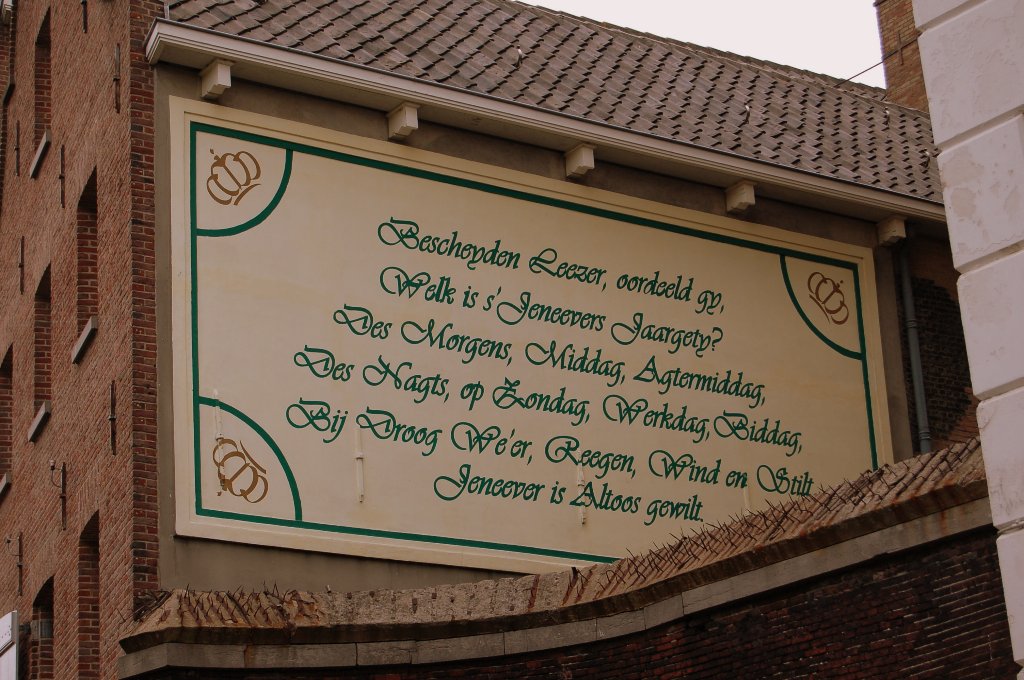 Bescheyden Leezer, oordeeld gy,
Welk is s'Jeneevers Jaargety?
Des Morgens, Middag, Agtermiddag,
Des Nagts, op Zondag, Werkdag, Biddag,
Bij Droog We'er, Reegen, Wind en Stilt
Jeneever is Altoos gewilt.